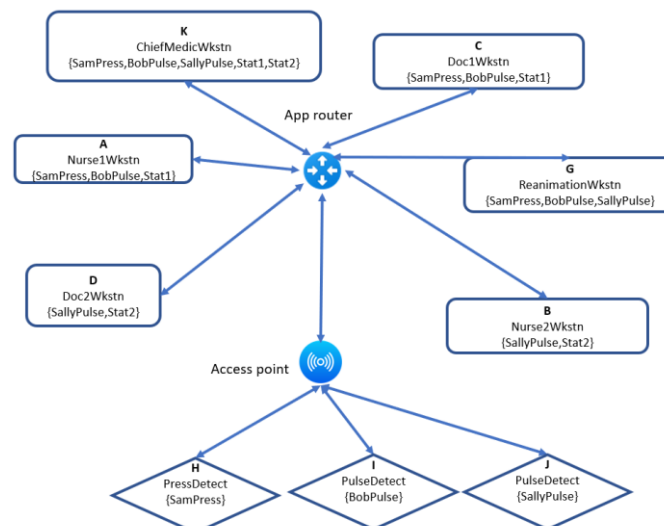 K
ChiefMedicWkstn
{SamPress,BobPulse,SallyPulse,Stat1,Stat2}
C
Doc1Wkstn
{SamPress,BobPulse,Stat1}
App router
A
Nurse1Wkstn
{SamPress,BobPulse,Stat1}
G
ReanimationWkstn
{SamPress,BobPulse,SallyPulse}
D
Doc2Wkstn
{SallyPulse,Stat2}
B
Nurse2Wkstn
{SallyPulse,Stat2}
Access point
H
PressDetect
{SamPress}
I
PulseDetect
{BobPulse}
J
PulseDetect
{SallyPulse}